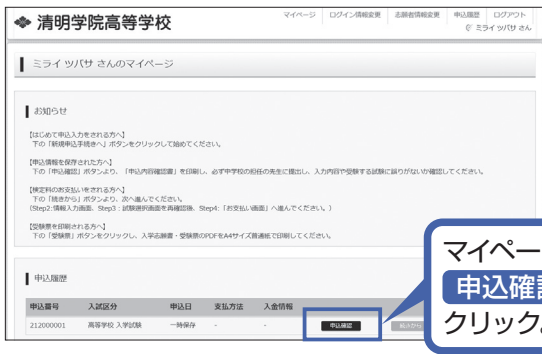 清明学院高等学校
マイページ ログイン情報変更 志願者情報変更 申込履歴 ログアウト
ミライ ツバサ さん
ミライ ツバサ さんのマイページ
お知らせ
【はじめて申込入力をされる方へ】
下の「新規申込手続きへ」ボタンをクリックして始めてください。
【申込情報を保存された方へ】
下の「申込確認」ボタンより、「申込内容確認書」を印刷し、必ず中学校の担任の先生に提出し、入力内容や受験する試験に誤りがないか確認してください。
【検定料のお支払いをされる方へ】
下の「続きから」ボタンより、次へ進んでください。
(Step2:情報入力画面、Step3：試験選択画面を再確認後、Step4:「お支払い画面」へ進んでください。)
【受験票を印刷される方へ】
下の「受験票」ボタンをクリックし、入学志願書・受験票のPDFをA4サイズ普通紙で印刷してください。
申込履歴
申込番号 入試区分 申込日 支払方法 入金情報
212000001 高等学校 入学試験 一時保存 - - 申込確認 続きから
マイペー
申込確
クリック